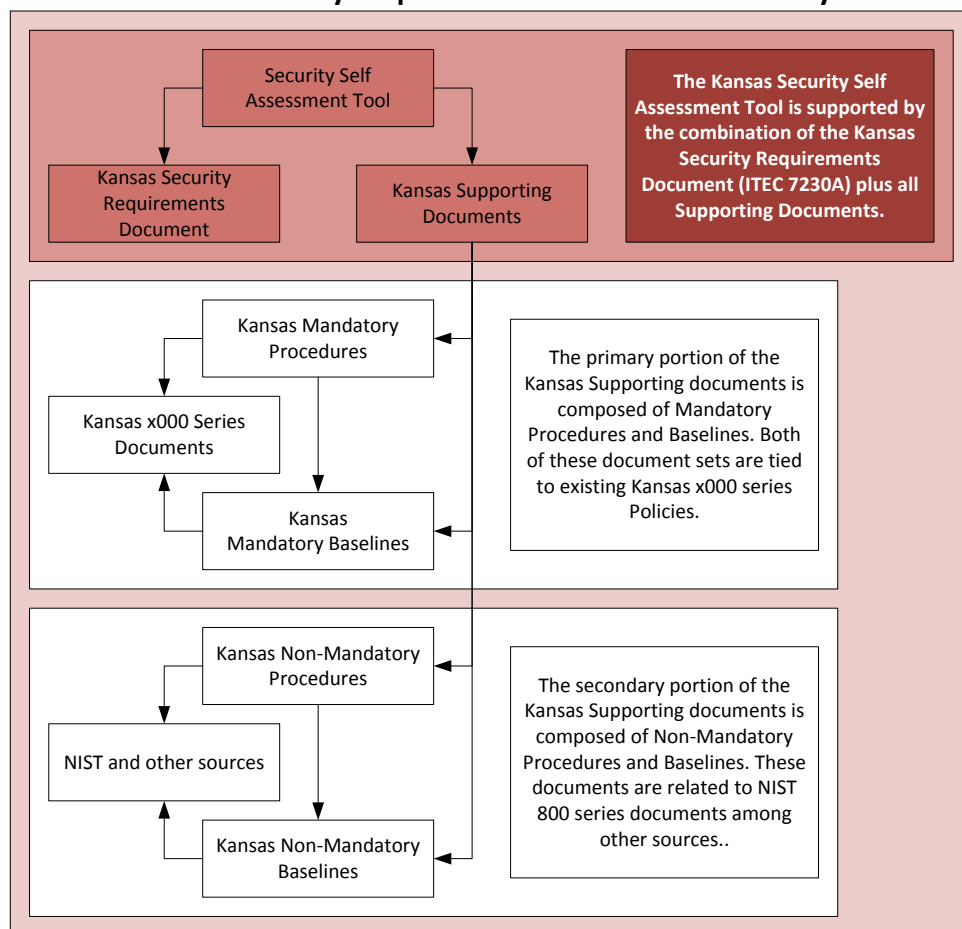 Security Self
Assessment Tool
The Kansas Security Self
Assessment Tool is supported by
the combination of the Kansas
Security Requirements
Document (ITEC 7230A) plus all
Supporting Documents.
Kansas Security
Requirements
Document
Kansas Supporting
Documents
Kansas Mandatory
Procedures
Kansas x000 Series
Documents
Kansas
Mandatory Baselines
The primary portion of the
Kansas Supporting documents is
composed of Mandatory
Procedures and Baselines. Both
of these document sets are tied
to existing Kansas x000 series
Policies.
Kansas Non-Mandatory
Procedures
NIST and other sources
Kansas Non-Mandatory
Baselines
The secondary portion of the
Kansas Supporting documents is
composed of Non-Mandatory
Procedures and Baselines. These
documents are related to NIST
800 series documents among
other sources..